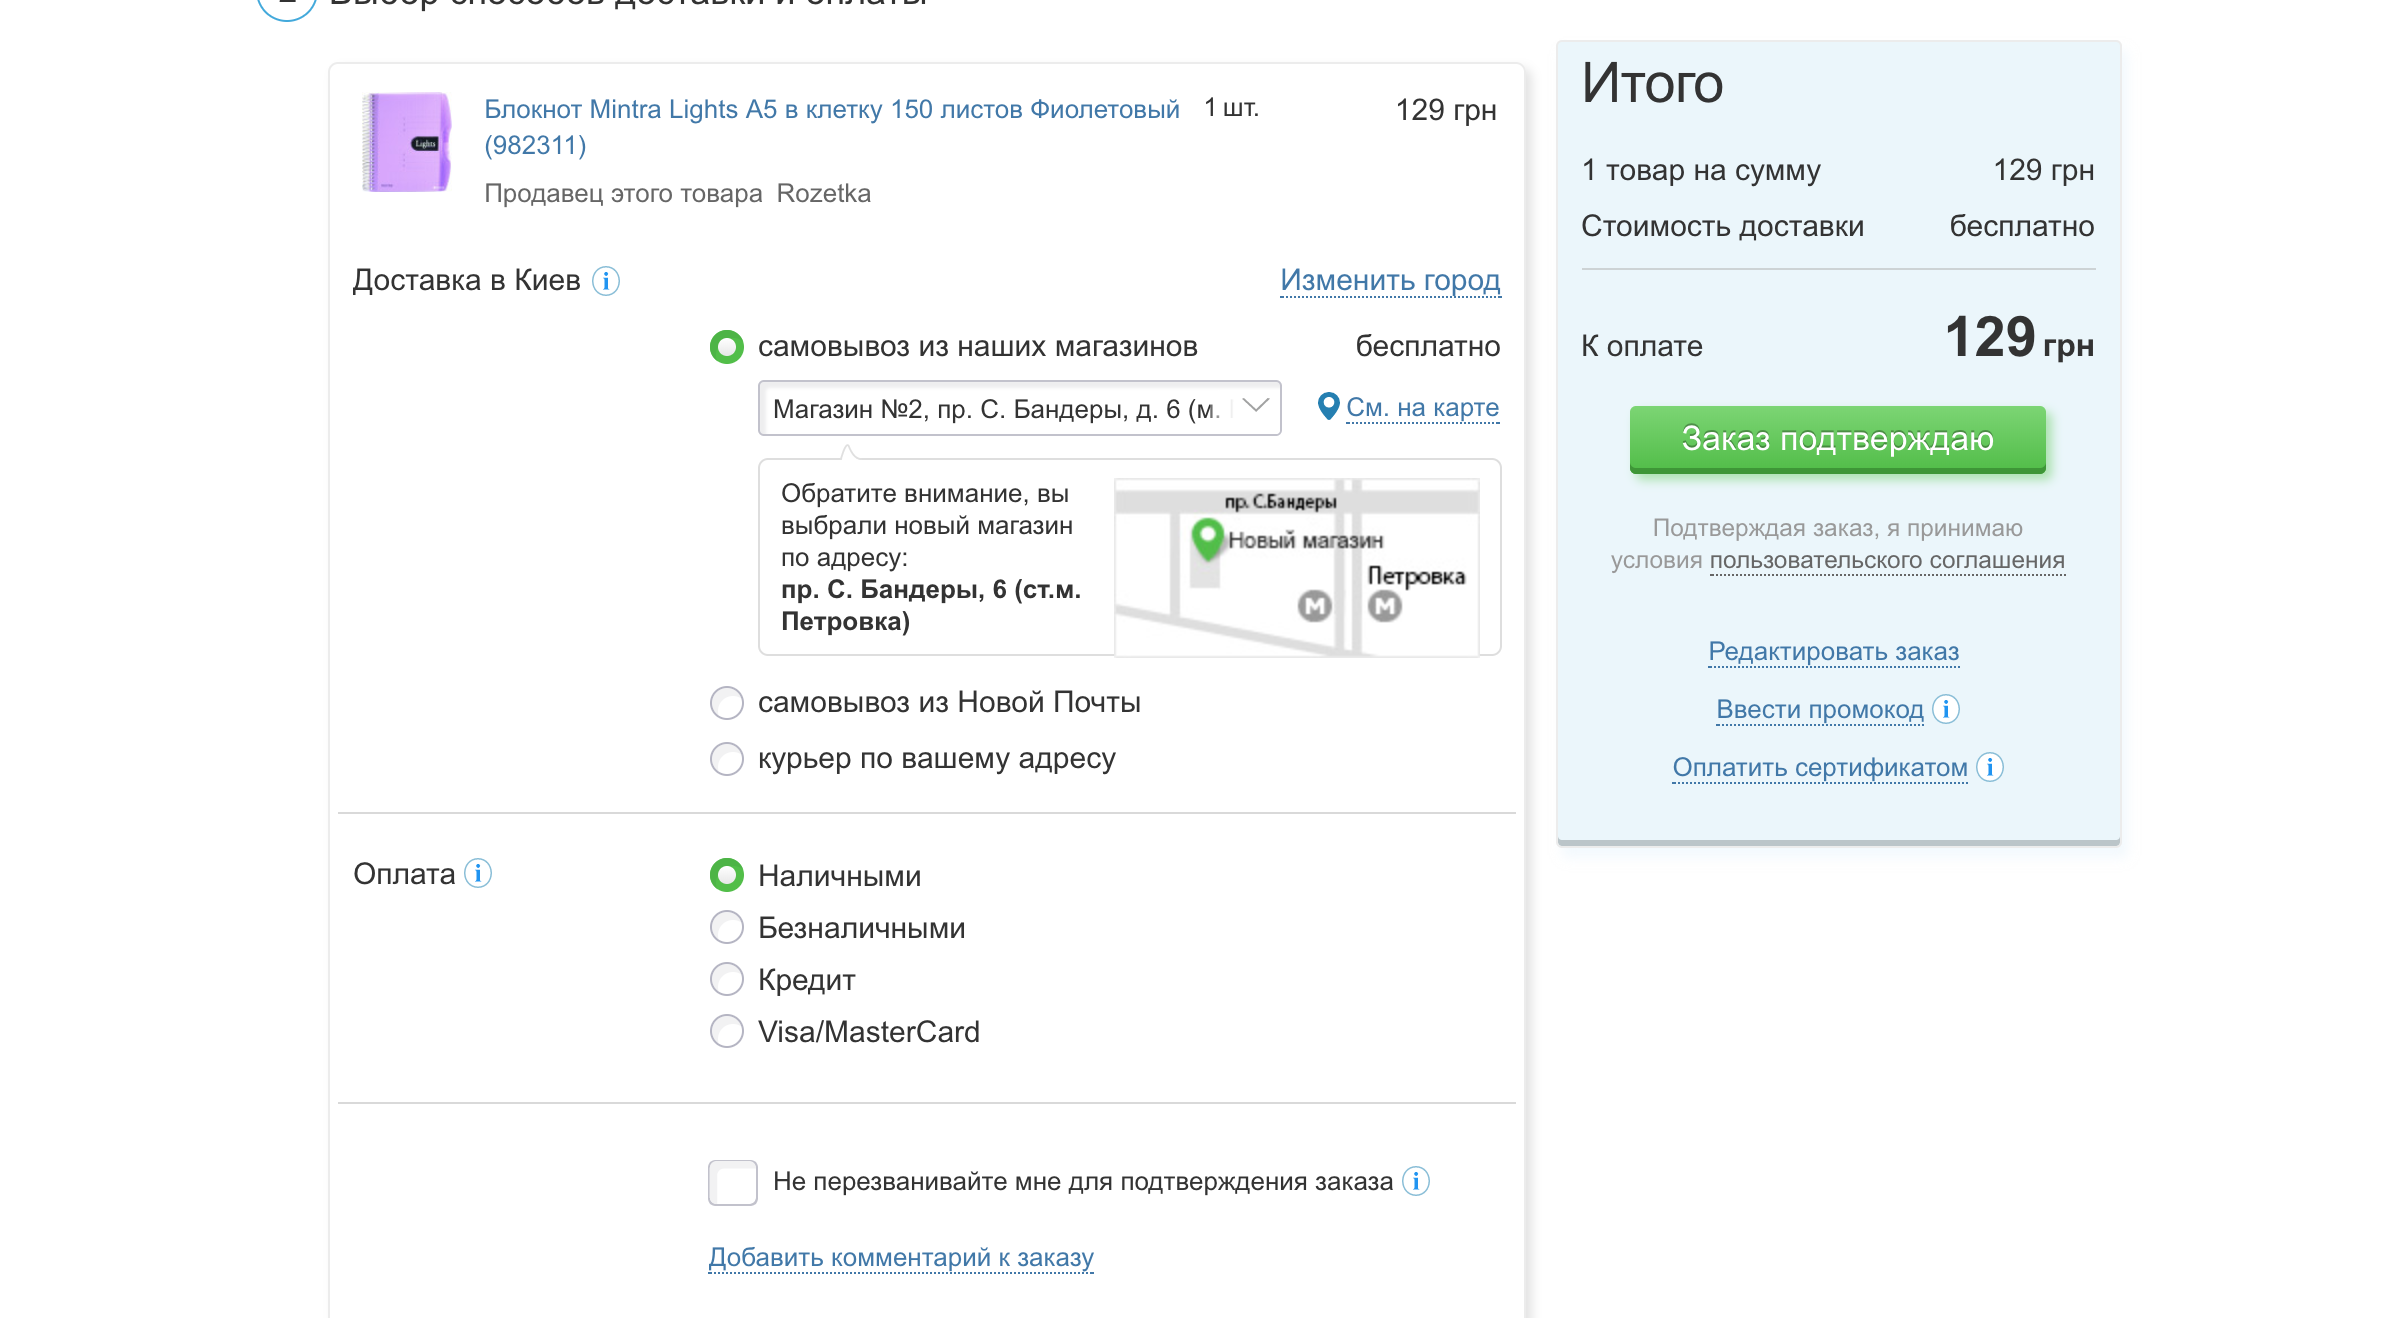 Выбор способов доставки и оплаты
Блокнот Mintra Lights A5 в клетку 150 листов Фиолетовый
(982311)
1 шт.
129 грн
Lights
Продавец этого товара Rozetka
Доставка в Киев
Изменить город
самовывоз из наших магазинов
бесплатно
Магазин №2, пр. С. Бандеры, д. 6 (м.
См. на карте
Обратите внимание, вы
выбрали новый магазин
по адресу:
пр. С. Бандеры, 6 (ст.м.
Петровка)
пр. С.Бандеры
Новый магазин
Петровка
М
М
самовывоз из Новой Почты
курьер по вашему адресу
Оплата
Наличными
Безналичными
Кредит
Visa/MasterCard
Не перезванивайте мне для подтверждения заказа
Добавить комментарий к заказу
Итого
1 товар на сумму
129 грн
Стоимость доставки
бесплатно
К оплате
129 грн
Заказ подтверждаю
Подтверждая заказ, я принимаю
условия пользовательского соглашения
Редактировать заказ
Ввести промокод
Оплатить сертификатом